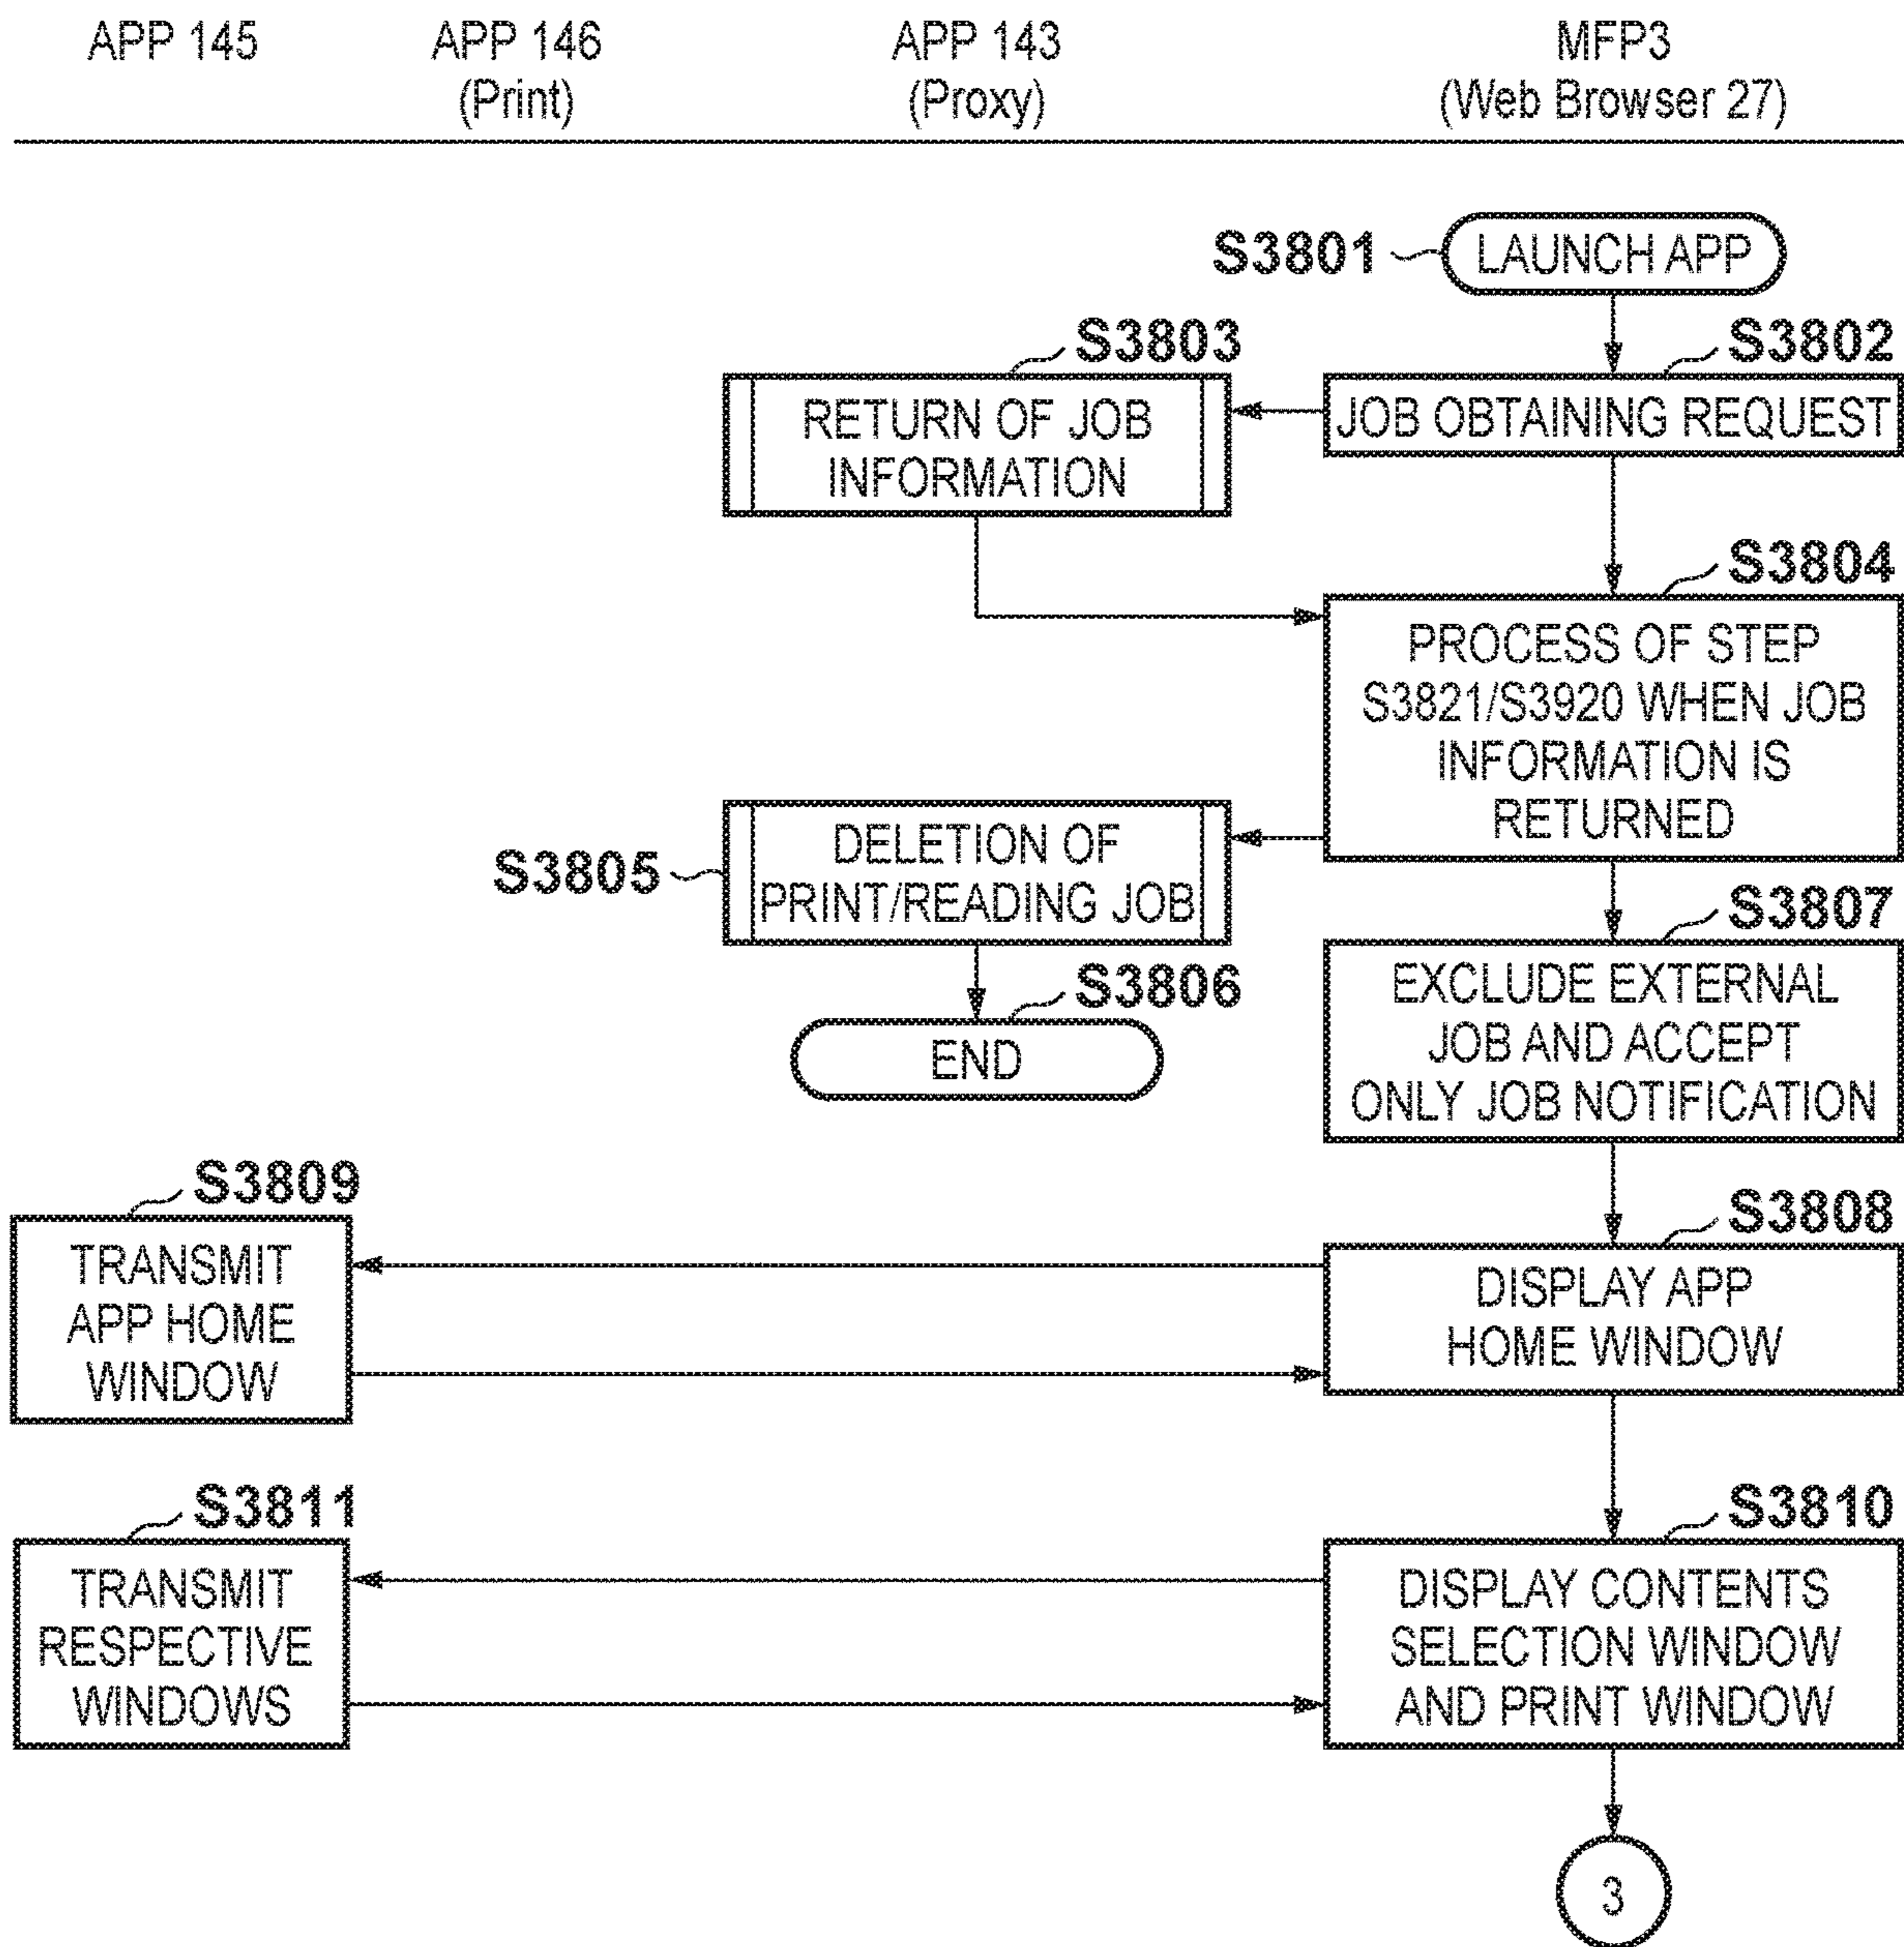 APP 145
APP 146
(Print)
APP 143
(Proxy)
MFP3
(Web Browser 27)
S3801
LAUNCH APP
S3803
RETURN OF JOB
INFORMATION
S3802
JOB OBTAINING REQUEST
S3804
PROCESS OF STEP
S3821/S3920 WHEN JOB
INFORMATION IS
RETURNED
S3805
DELETION OF
PRINT/READING JOB
S3806
END
S3807
EXCLUDE EXTERNAL
JOB AND ACCEPT
ONLY JOB NOTIFICATION
S3809
TRANSMIT
APP HOME
WINDOW
S3808
DISPLAY APP
HOME WINDOW
S3811
TRANSMIT
RESPECTIVE
WINDOWS
S3810
DISPLAY CONTENTS
SELECTION WINDOW
AND PRINT WINDOW
3